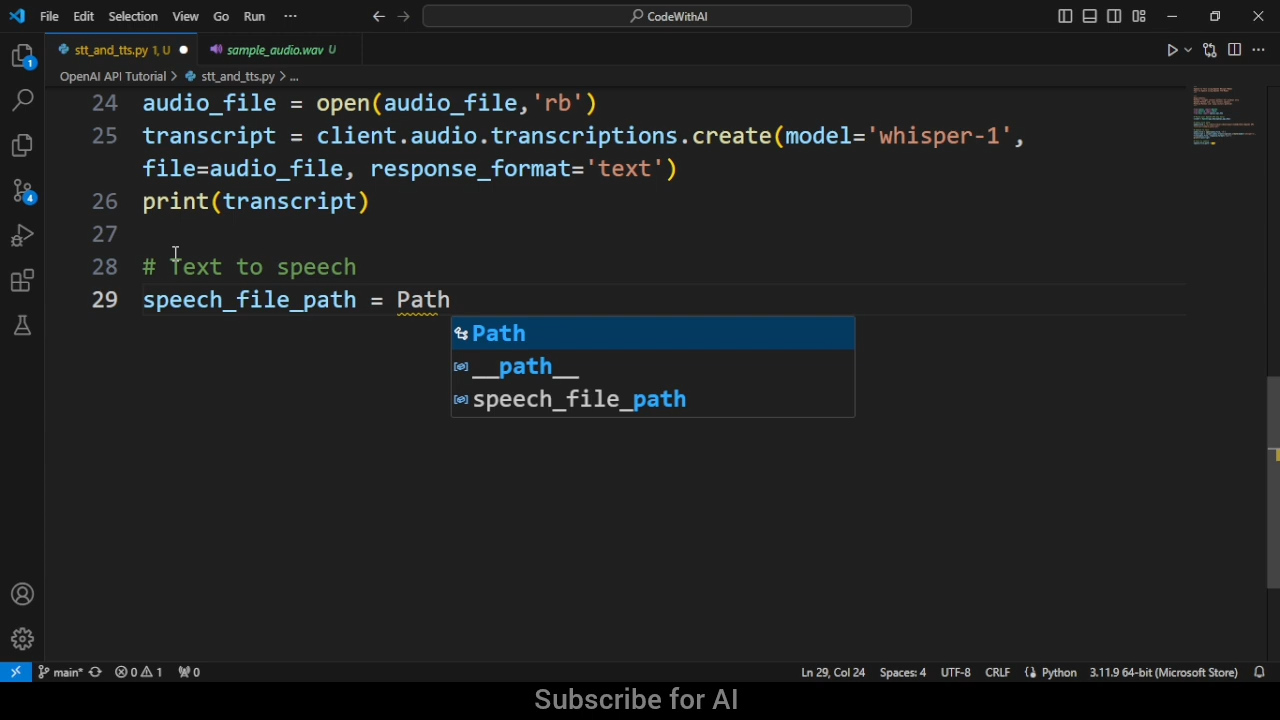 File Edit Selection View Go Run ··· CodeWithAI
stt_and_tts.py 1, U sample_audio.wav U
OpenAI API Tutorial > stt_and_tts.py > ...
24 audio_file = open(audio_file,'rb')
25 transcript = client.audio.transcriptions.create(model='whisper-1',
file=audio_file, response_format='text')
26 print(transcript)
27
28 # Text to speech
29 speech_file_path = Path
Path
__path__
speech_file_path
1
4
main* 0 1 0 Ln 29, Col 24 Spaces: 4 UTF-8 CRLF Python 3.11.9 64-bit (Microsoft Store)
Subscribe for AI